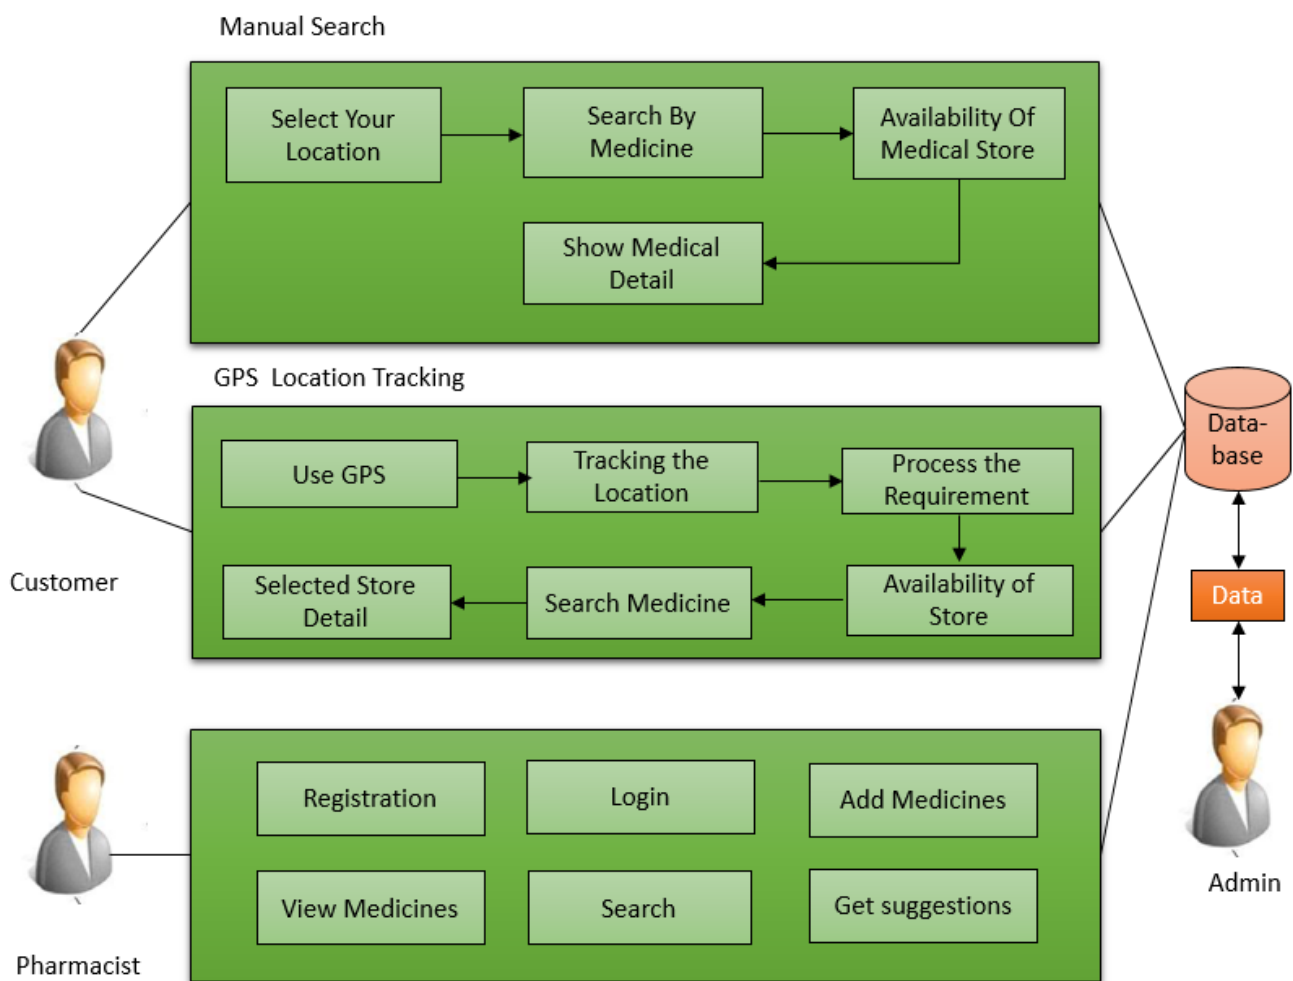 Manual Search
Select Your
Location
Search By
Medicine
Availability Of
Medical Store
Show Medical
Detail
GPS  Location Tracking
Use GPS
Tracking the
Location
Process the
Requirement
Selected Store
Detail
Search Medicine
Availability of
Store
Customer
Data-
base
Data
Registration
Login
Add Medicines
View Medicines
Search
Get suggestions
Admin
Pharmacist